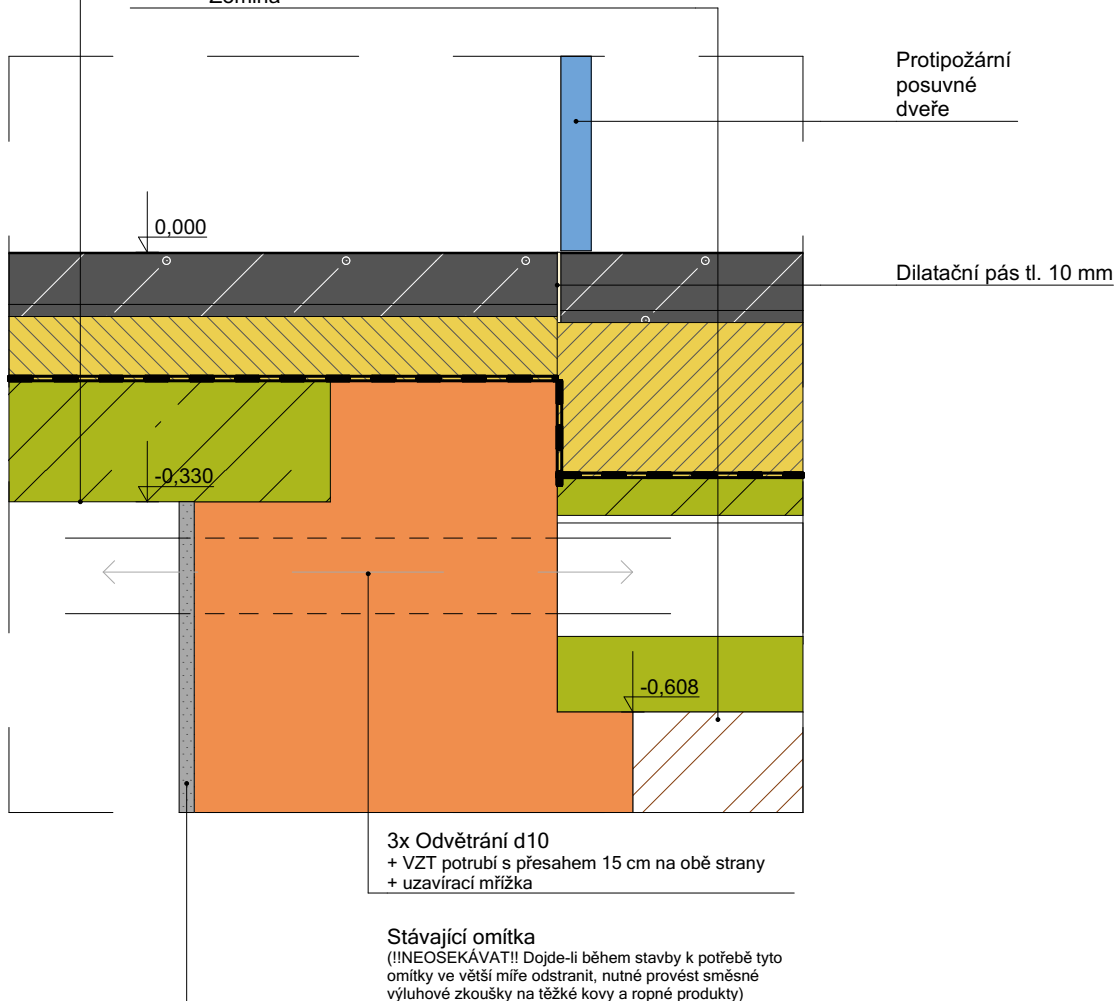 Zemina
Protipožární
posuvné
dveře
0,000
Dilatační pás tl. 10 mm
-0,330
-0,608
3x Odvětrání d10
+ VZT potrubí s přesahem 15 cm na obě strany
+ uzavírací mřížka
Stávající omítka
(!!NEOSEKÁVAT!! Dojde-li během stavby k potřebě tyto
omítky ve větší míře odstranit, nutné provést směsné
výluhové zkoušky na těžké kovy a ropné produkty)